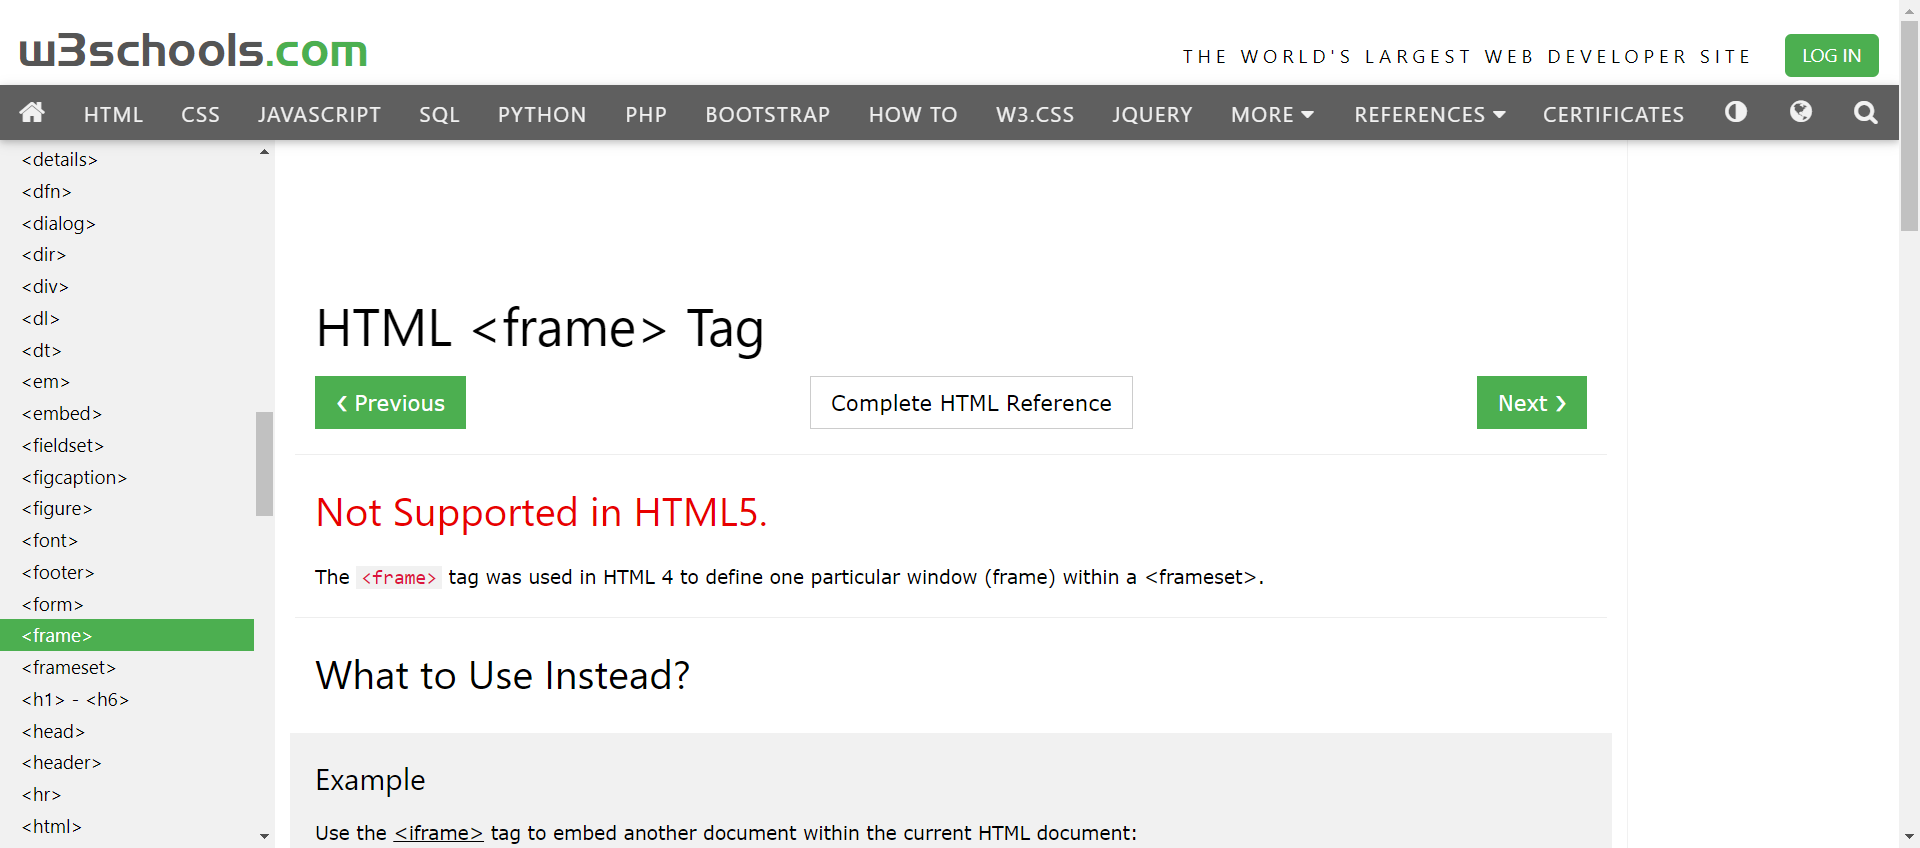 w3schools.com
THE WORLD'S LARGEST WEB DEVELOPER SITE
LOG IN
HTML CSS JAVASCRIPT SQL PYTHON PHP BOOTSTRAP HOW TO W3.CSS JQUERY MORE REFERENCES CERTIFICATES
<details>
<dfn>
<dialog>
<dir>
<div>
<dl>
<dt>
<em>
<embed>
<fieldset>
<figcaption>
<figure>
<font>
<footer>
<form>
<frame>
<frameset>
<h1> - <h6>
<head>
<header>
<hr>
<html>
HTML <frame> Tag
❮ Previous
Complete HTML Reference
Next ❯
Not Supported in HTML5.
The <frame> tag was used in HTML 4 to define one particular window (frame) within a <frameset>.
What to Use Instead?
Example
Use the <iframe> tag to embed another document within the current HTML document: